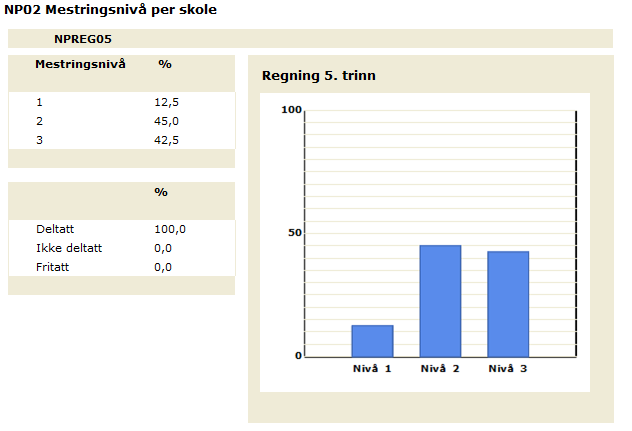 NP02 Mestringsnivå per skole
NPREG05
Mestringsnivå %
1 12,5
2 45,0
3 42,5
%
Deltatt 100,0
Ikke deltatt 0,0
Fritatt 0,0
Regning 5. trinn
100
50
0
Nivå 1 Nivå 2 Nivå 3